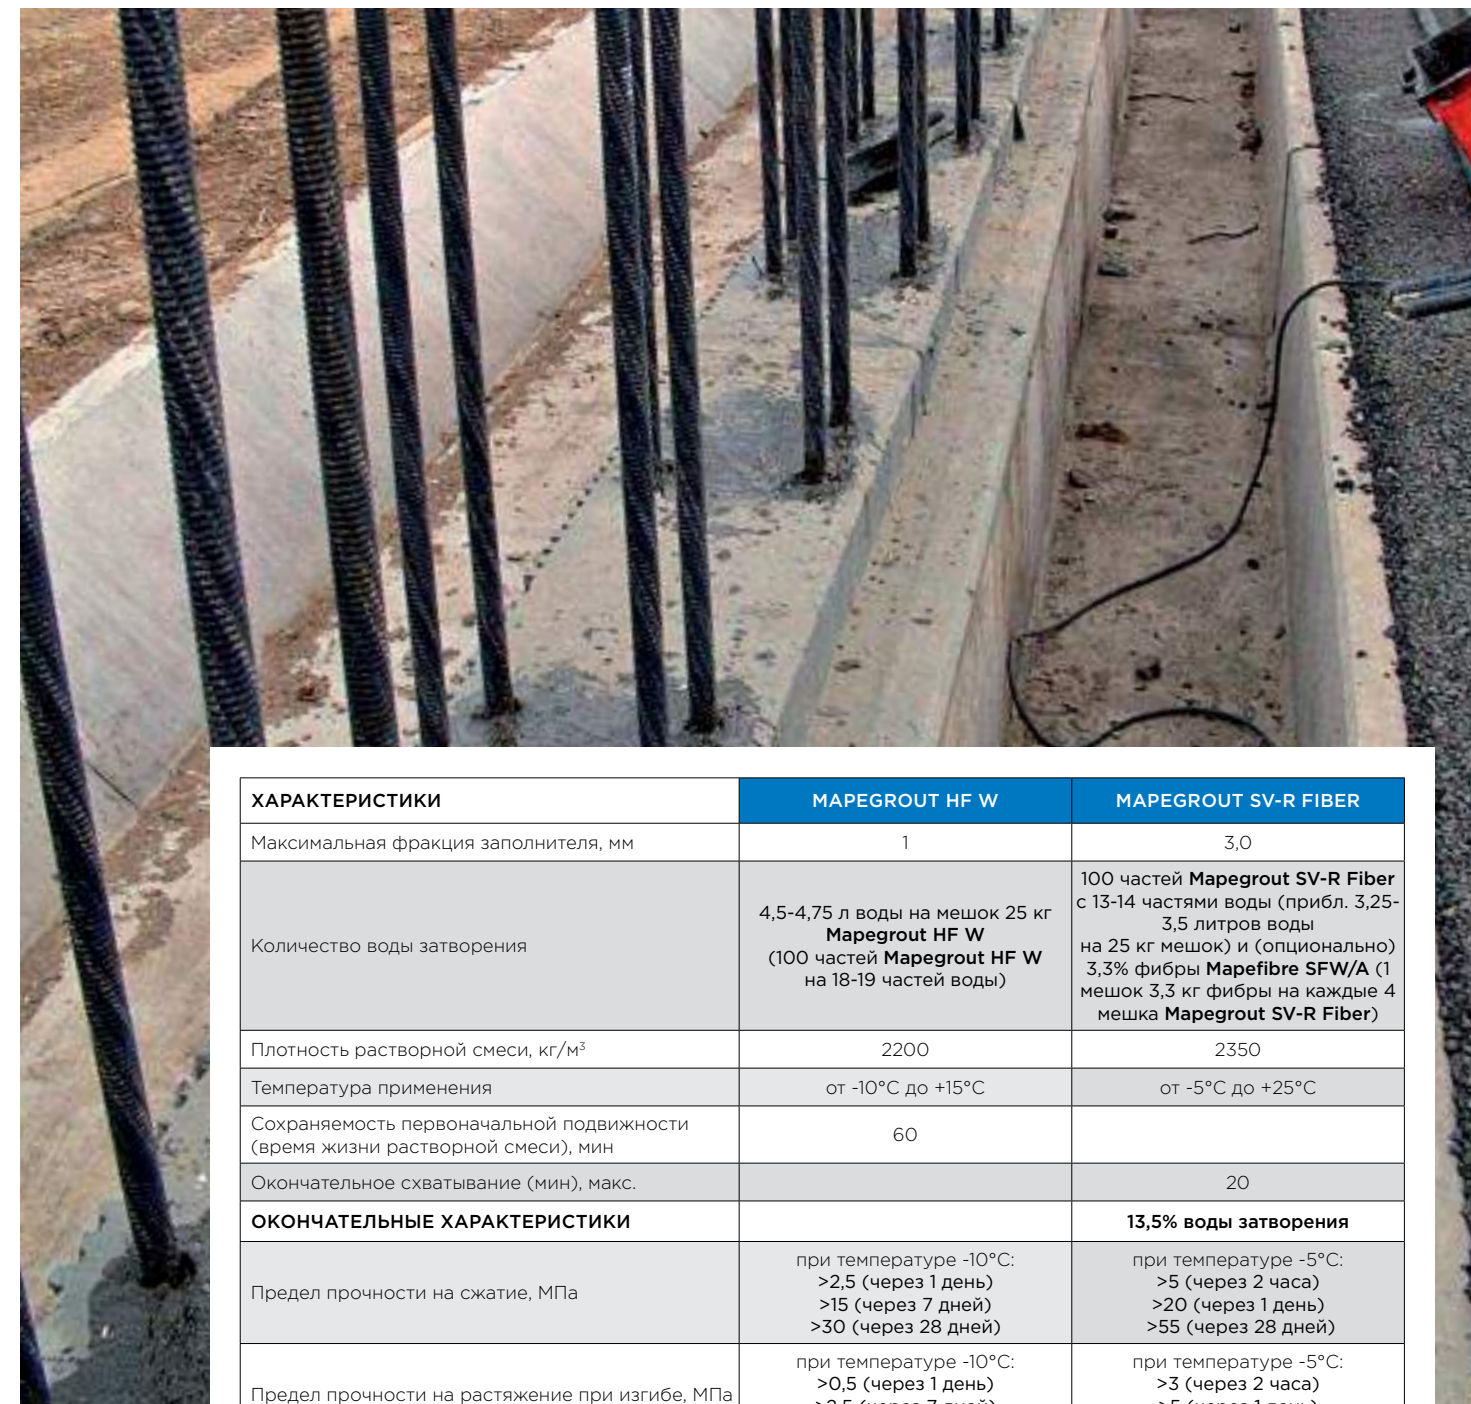 ХАРАКТЕРИСТИКИ MAPEGROUT HF W MAPEGROUT SV-R FIBER
Максимальная фракция заполнителя, мм 1 3,0
Количество воды затворения
4,5-4,75 л воды на мешок 25 кг
Mapegrout HF W
(100 частей Mapegrout HF W
на 18-19 частей воды)
100 частей Mapegrout SV-R Fiber
с 13-14 частями воды (прибл. 3,25-
3,5 литров воды
на 25 кг мешок) и (опционально)
3,3% фибры Mapefibre SFW/A (1
мешок 3,3 кг фибры на каждые 4
мешка Mapegrout SV-R Fiber)
Плотность растворной смеси, кг/м³ 2200 2350
Температура применения от -10°C до +15°C от -5°C до +25°C
Сохраняемость первоначальной подвижности
(время жизни растворной смеси), мин
60
Окончательное схватывание (мин), макс. 20
ОКОНЧАТЕЛЬНЫЕ ХАРАКТЕРИСТИКИ 13,5% воды затворения
Предел прочности на сжатие, МПа
при температуре -10°C:
>2,5 (через 1 день)
>15 (через 7 дней)
>30 (через 28 дней)
при температуре -5°C:
>5 (через 2 часа)
>20 (через 1 день)
>55 (через 28 дней)
Предел прочности на растяжение при изгибе, МПа
при температуре -10°C:
>0,5 (через 1 день)
при температуре -5°C:
>3 (через 2 часа)